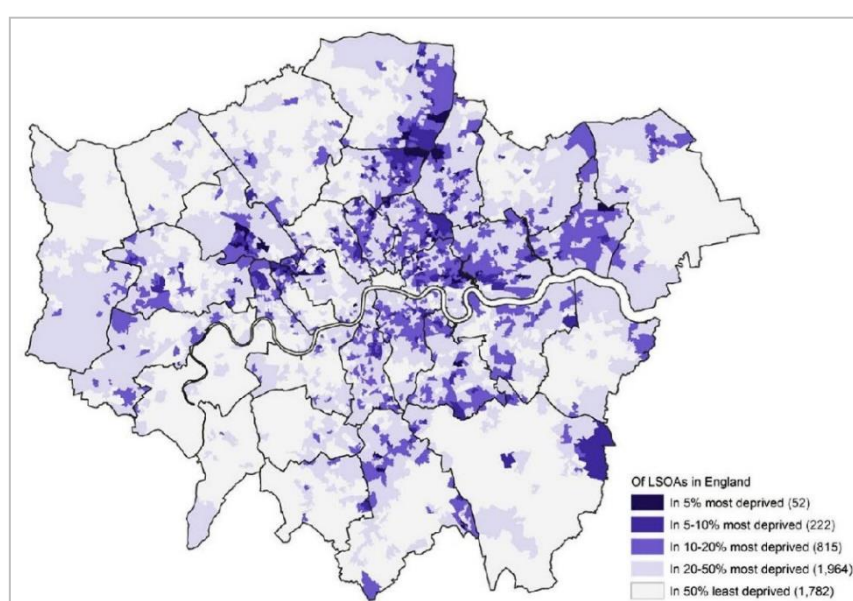 Of LSOAs in England
In 5% most deprived (52)
In 5-10% most deprived (222)
In 10-20% most deprived (815)
In 20-50% most deprived (1,964)
In 50% least deprived (1,782)